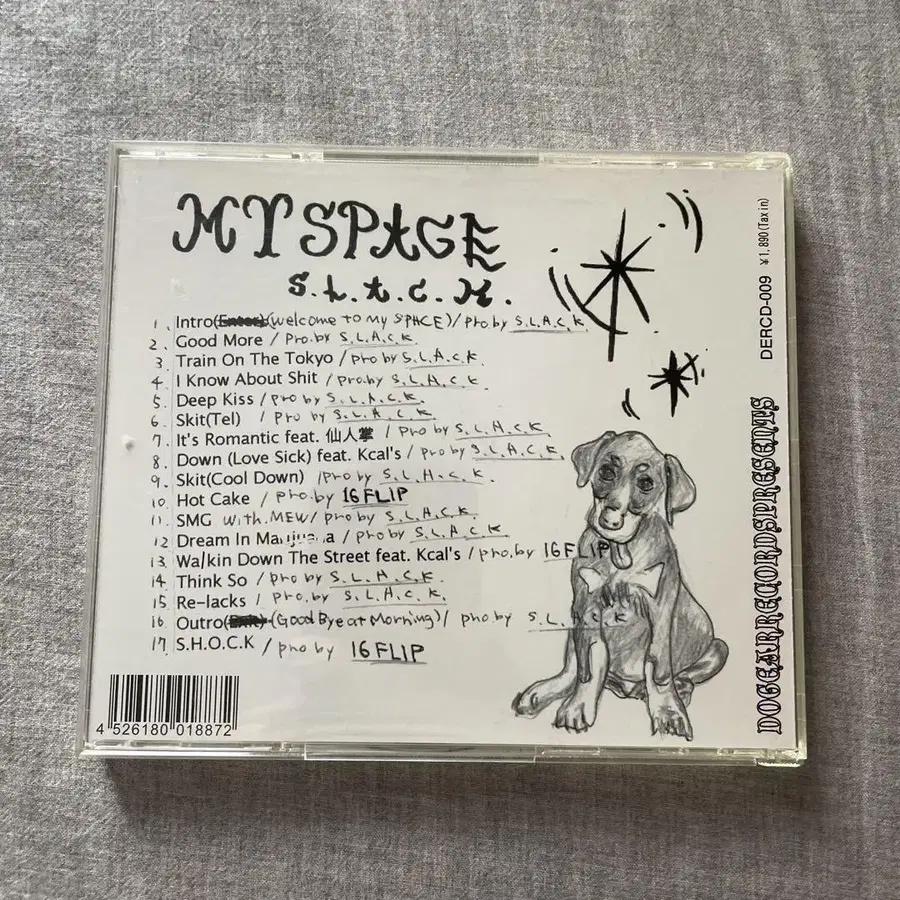 MY SPACE
S.L.A.C.K.
1. Intro(Enter)(Welcome to My SPACE)/Pro.by S.L.A.C.K.
2. Good More / Pro.by S.L.A.C.K.
3. Train On The Tokyo / pro.by S.L.A.C.K
4. I Know About Shit / pro.by S.L.A.C.K
5. Deep Kiss / pro.by S.L.A.C.K.
6. Skit(Tel) / Pro by S.L.A.C.K
7. It's Romantic feat. 仙人掌 / pro by S.L.A.C.K.
8. Down (Love Sick) feat. Kcal's / pro by S.L.A.C.K.
9. Skit(Cool Down) /pro by S.L.A.C.K
10 Hot Cake / pro.by 16FLIP
11. SMG with.MEW/ pro by S.L.A.C.K.
12 Dream In Marijuana / pro by S.L.A.C.K
13. Walkin Down The Street feat. Kcal's / pro.by 16FLIP
14 Think So / pro by S.L.A.C.K.
15 Re-lacks / pro by S.L.A.C.K.
16 Outro(Exit)(Good Bye at Morning)/ pro by S.L.A.C.K
17 S.H.O.C.K / pro by 16FLIP
4 526180 018872
DOGEARRECORDSPRESENTS DERCD-009 ¥1,890(Tax in)